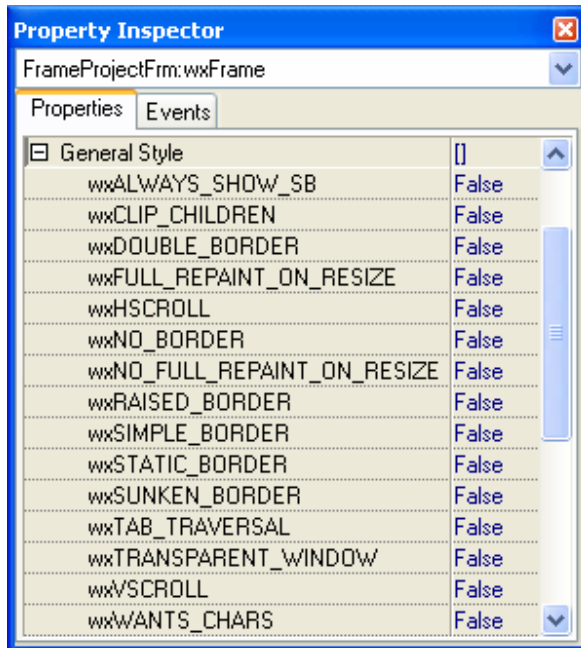 Property Inspector
FrameProjectFrm:wxFrame
Properties Events
General Style []
wxALWAYS_SHOW_SB False
wxCLIP_CHILDREN False
wxDOUBLE_BORDER False
wxFULL_REPAINT_ON_RESIZE False
wxHSCROLL False
wxNO_BORDER False
wxNO_FULL_REPAINT_ON_RESIZE False
wxRAISED_BORDER False
wxSIMPLE_BORDER False
wxSTATIC_BORDER False
wxSUNKEN_BORDER False
wxTAB_TRAVERSAL False
wxTRANSPARENT_WINDOW False
wxVSCROLL False
wxWANTS_CHARS False